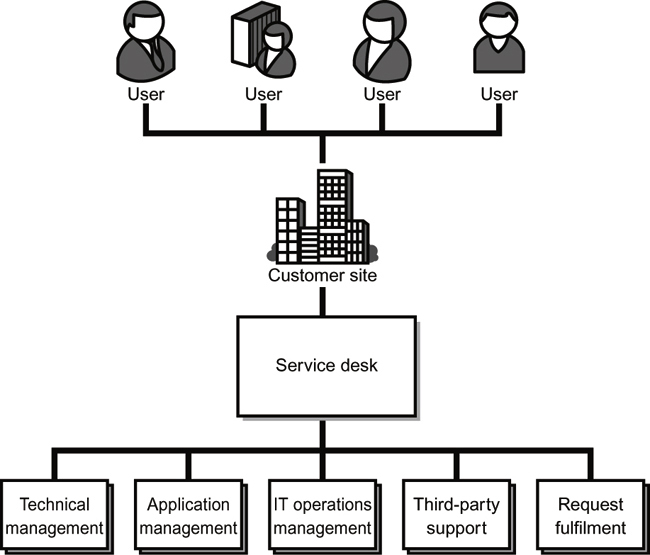 User
User
User
User
Customer site
Service desk
Technical
management
Application
management
IT operations
management
Third-party
support
Request
fulfilment